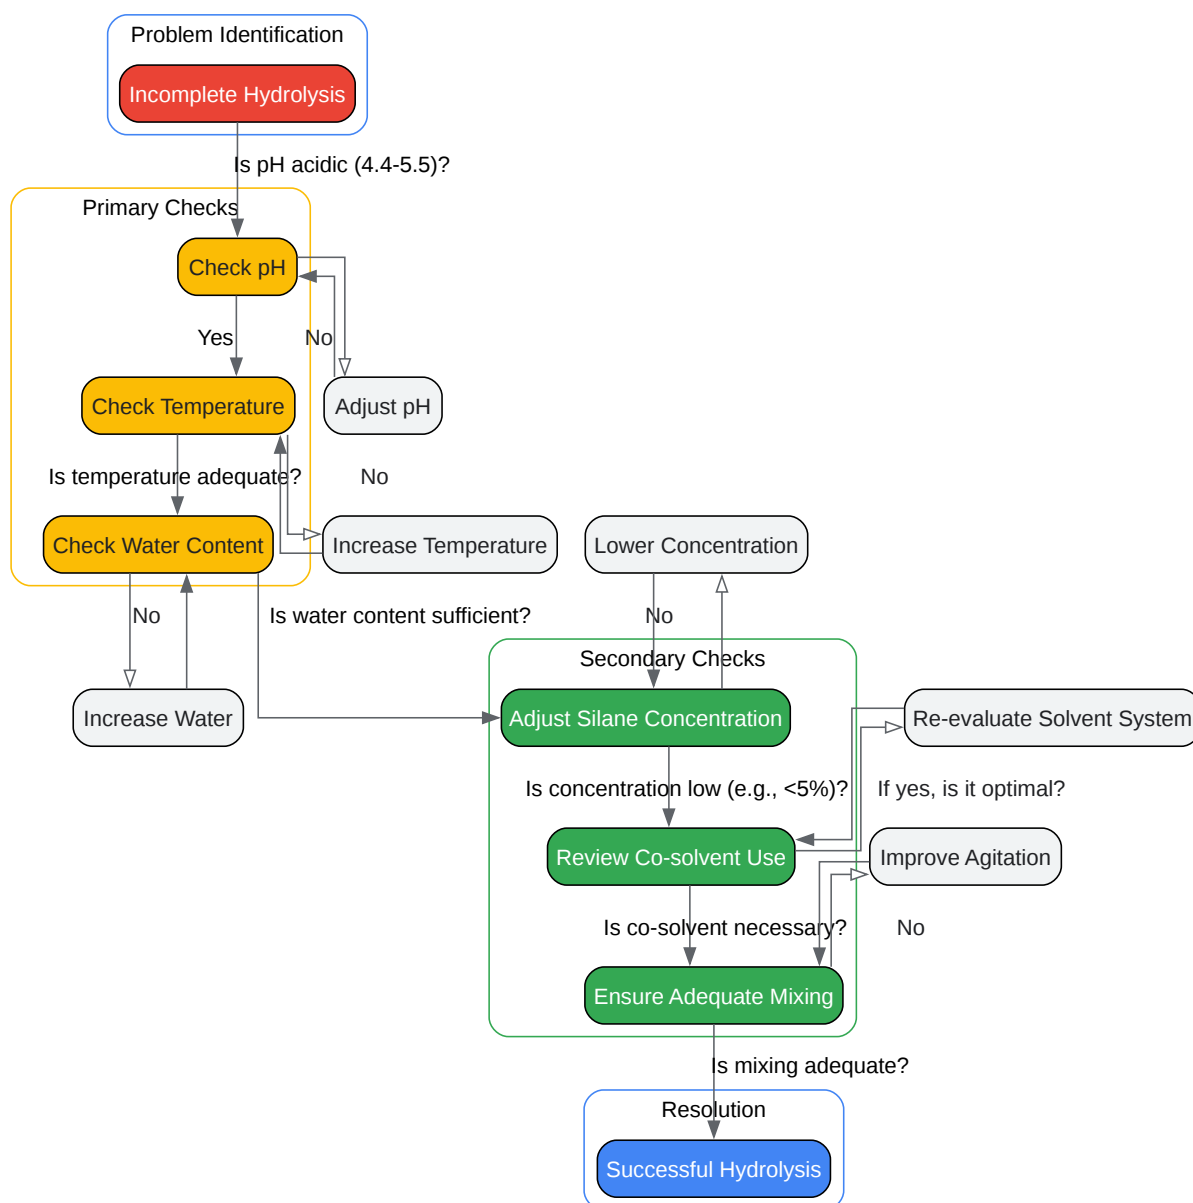 Problem Identification
Incomplete Hydrolysis
Is pH acidic (4.4-5.5)?
Primary Checks
Check pH
Yes
No
Check Temperature
Adjust pH
Is temperature adequate?
No
Check Water Content
Increase Temperature
Lower Concentration
No
Is water content sufficient?
No
Secondary Checks
Increase Water
Adjust Silane Concentration
Re-evaluate Solvent System
Is concentration low (e.g., <5%)?
If yes, is it optimal?
Review Co-solvent Use
Improve Agitation
Is co-solvent necessary?
No
Ensure Adequate Mixing
Is mixing adequate?
Resolution
Successful Hydrolysis